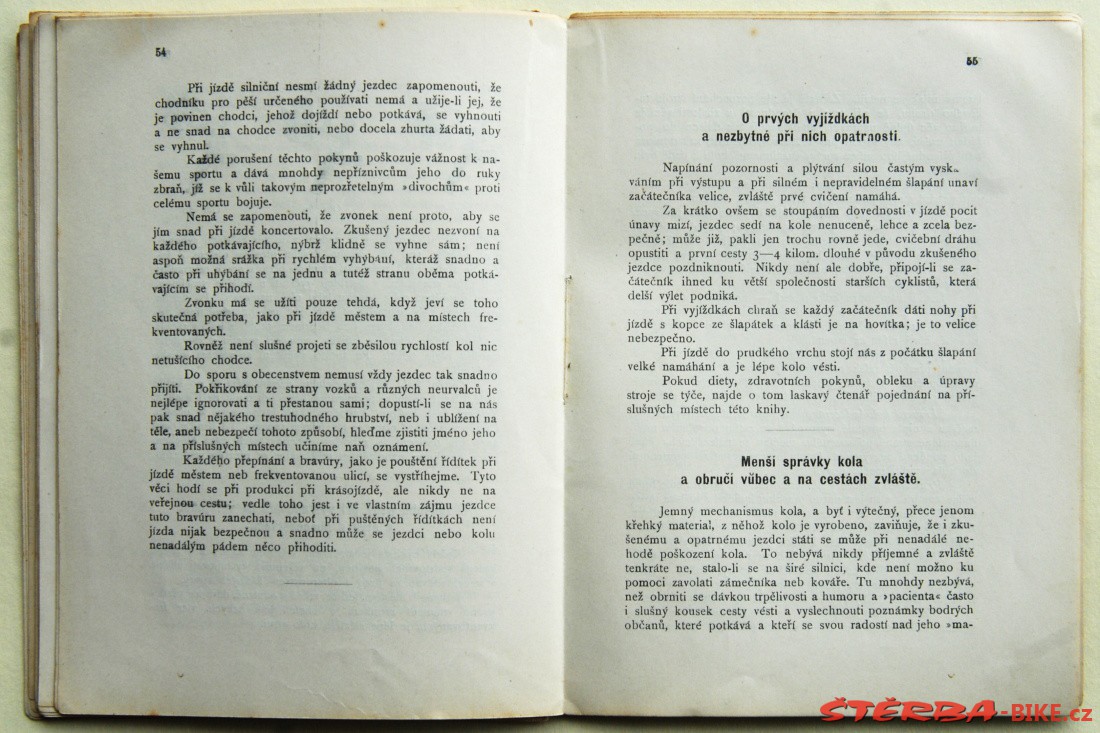 54
Při jízdě silniční nesmí žádný jezdec zapomenouti, že
chodníku pro pěší určeného používati nemá a užije-li jej, že
je povinen chodci, jehož dojíždí nebo potkává, se vyhnouti
a ne snad na chodce zvoniti, nebo docela zhurta žádati, aby
se vyhnul.
Každé porušení těchto pokynů poškozuje vážnost k na-
šemu sportu a dává mnohdy nepříznivcům jeho do ruky
zbraň, jíž se k vůli takovým neprozřetelným »divochům« proti
celému sportu bojuje.
Nemá se zapomenouti, že zvonek není proto, aby se
jím snad při jízdě koncertovalo. Zkušený jezdec nezvoní na
každého potkávajícího, nýbrž klidně se vyhne sám; není
aspoň možná srážka při rychlém vyhýbání, kteráž snadno a
často při uhýbání se na jednu a tutéž stranu oběma potká-
vajícím se přihodí.
Zvonku má se užíti pouze tehdá, když jeví se toho
skutečná potřeba, jako při jízdě městem a na místech fre-
kventovaných.
Rovněž není slušné projeti se zběsilou rychlostí kol nic
netušícího chodce.
Do sporu s obecenstvem nemusí vždy jezdec tak snadno
přijíti. Pokřikování ze strany vozků a různých neurvalců je
nejlépe ignorovati a ti přestanou sami; dopustí-li se na nás
pak snad nějakého trestuhodného hrubství, neb i ublížení na
těle, aneb nebezpečí tohoto způsobí, hleďme zjistiti jméno jeho
a na příslušných místech učiníme naň oznámení.
Každého přepínání a bravúry, jako je pouštění řídítek při
jízdě městem neb frekventovanou ulicí, se vystříhejme. Tyto
věci hodí se při produkci při krásojízdě, ale nikdy ne na
veřejnou cestu; vedle toho jest i ve vlastním zájmu jezdce
tuto bravúru zanechati, neboť při puštěných řídítkách není
jízda nijak bezpečnou a snadno může se jezdci nebo kolu
nenadálým pádem něco přihoditi.
55
O prvých vyjíždkách
a nezbytné při nich opatrnosti.
Napínání pozornosti a plýtvání silou častým vysk
váním při výstupu a při silném i nepravidelném šlapání unaví
začátečníka velice, zvláště prvé cvičení namáhá.
Za krátko ovšem se stoupáním dovednosti v jízdě pocit
únavy mizí, jezdec sedí na kole nenuceně, lehce a zcela bez-
pečně; může již, pakli jen trochu rovně jede, cvičební dráhu
opustiti a první cesty 3—4 kilom. dlouhé v původu zkušeného
jezdce pozdniknouti. Nikdy není ale dobře, připojí-li se za-
čátečník ihned ku větší společnosti starších cyklistů, která
delší výlet podniká.
Při vyjíždkách chraň se každý začátečník dáti nohy při
jízdě s kopce ze šlapátek a klásti je na hovítka; je to velice
nebezpečno.
Při jízdě do prudkého vrchu stojí nás z počátku šlapání
velké namáhání a je lépe kolo vésti.
Pokud diety, zdravotních pokynů, obleku a úpravy
stroje se týče, najde o tom laskavý čtenář pojednání na pří-
slušných místech této knihy.
Menší správky kola
a obručí vůbec a na cestách zvláště.
Jemný mechanismus kola, a byť i výtečný, přece jenom
křehký material, z něhož kolo je vyrobeno, zaviňuje, že i zku-
šenému a opatrnému jezdci státi se může při nenadálé ne-
hodě poškození kola. To nebývá nikdy příjemné a zvláště
tenkráte ne, stalo-li se na širé silnici, kde není možno ku
pomoci zavolati zámečníka neb kováře. Tu mnohdy nezbývá,
než obrniti se dávkou trpělivosti a humoru a »pacienta« často
i slušný kousek cesty vésti a vyslechnouti poznámky bodrých
občanů, které potkává a kteří se svou radostí nad jeho »ma-
ŠTĚRBA-BIKE.cz